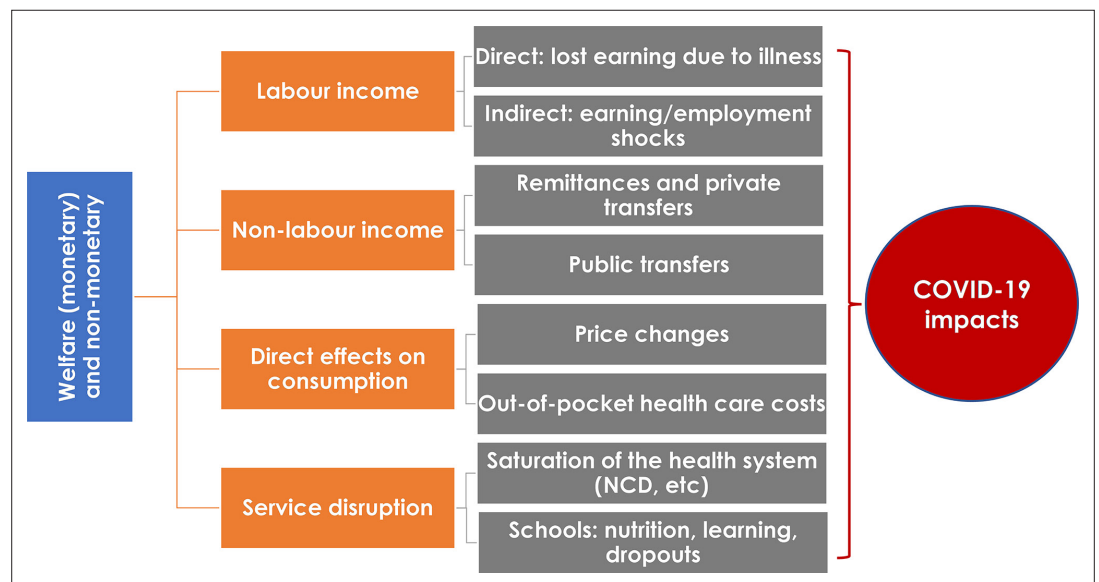 Welfare (monetary)
and non-monetary
Labour income
Direct: lost earning due to illness
Indirect: earning/employment
shocks
Non-labour income
Remittances and private
transfers
Public transfers
Direct effects on
consumption
Price changes
Out-of-pocket health care costs
Service disruption
Saturation of the health system
(NCD, etc)
Schools: nutrition, learning,
dropouts
COVID-19
impacts